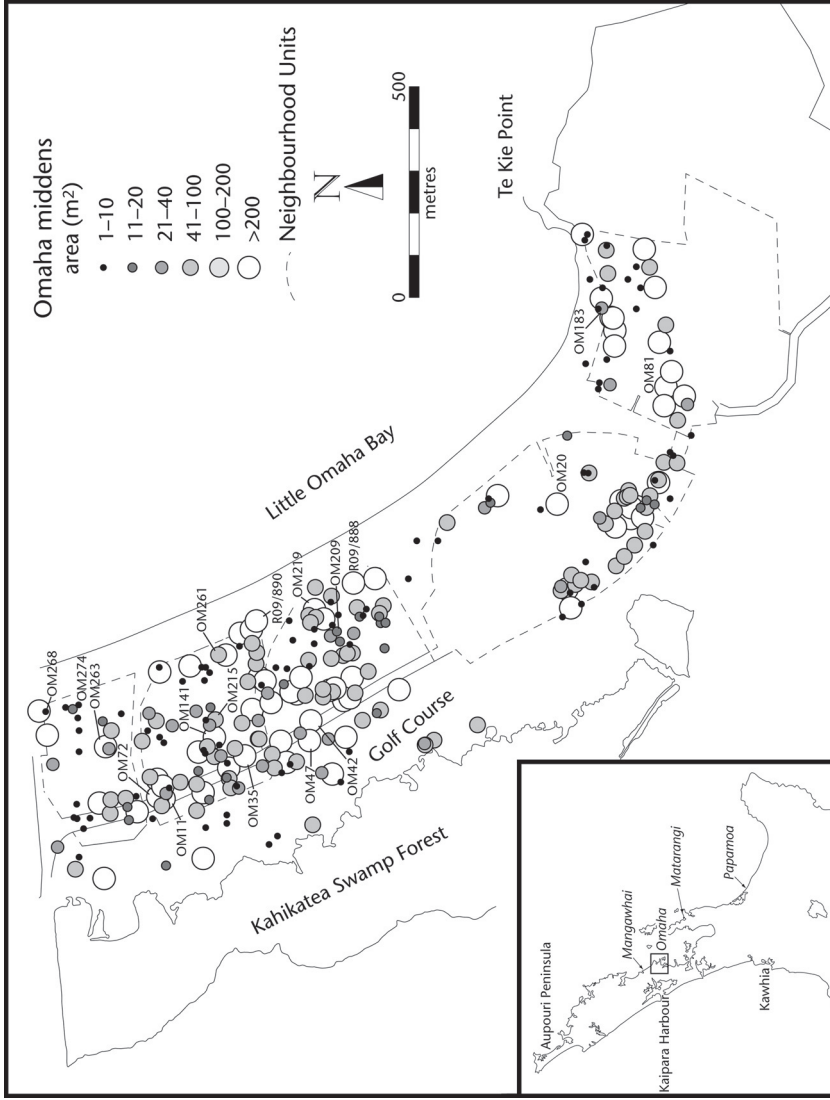 Omaha middens
area (m²)
1–10
11–20
21–40
41–100
100–200
>200
Neighbourhood Units
N
0
500
metres
Te Kie Point
Little Omaha Bay
OM268
OM274
OM263
OM72
OM141
OM261
OM215
R09/890
OM219
OM209
R09/888
OM11
OM35
OM47
OM42
Golf Course
Kahikatea Swamp Forest
OM20
OM183
OM81
Aupouri Peninsula
Mangawhai
Omaha
Matarangi
Papamoa
Kaipara Harbour
Kawhia